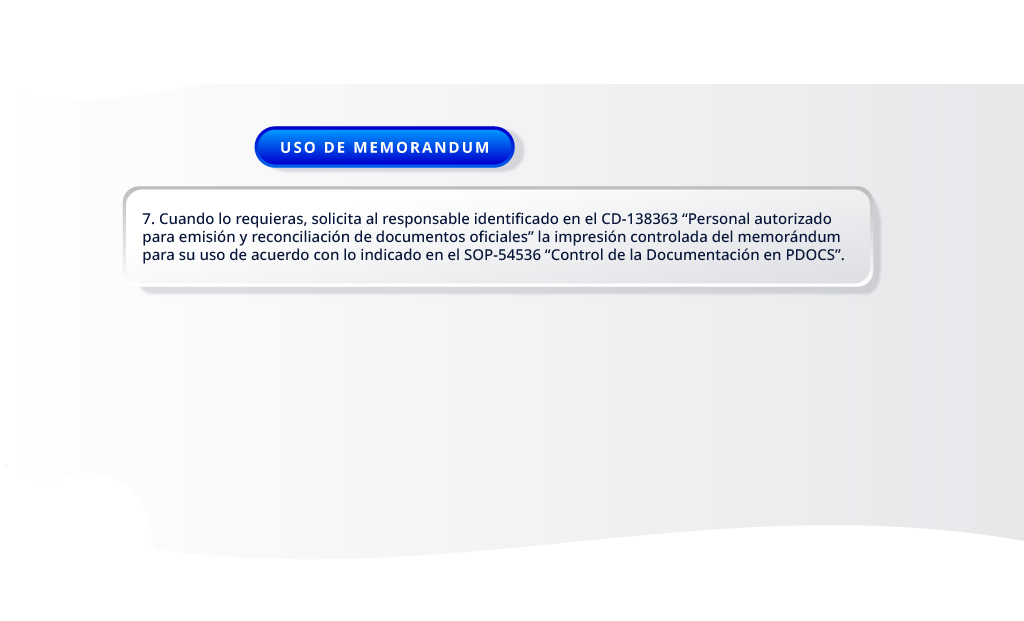 USO DE MEMORANDUM
7. Cuando lo requieras, solicita al responsable identificado en el CD-138363 “Personal autorizado
para emisión y reconciliación de documentos oficiales” la impresión controlada del memorándum
para su uso de acuerdo con lo indicado en el SOP-54536 “Control de la Documentación en PDOCS”.